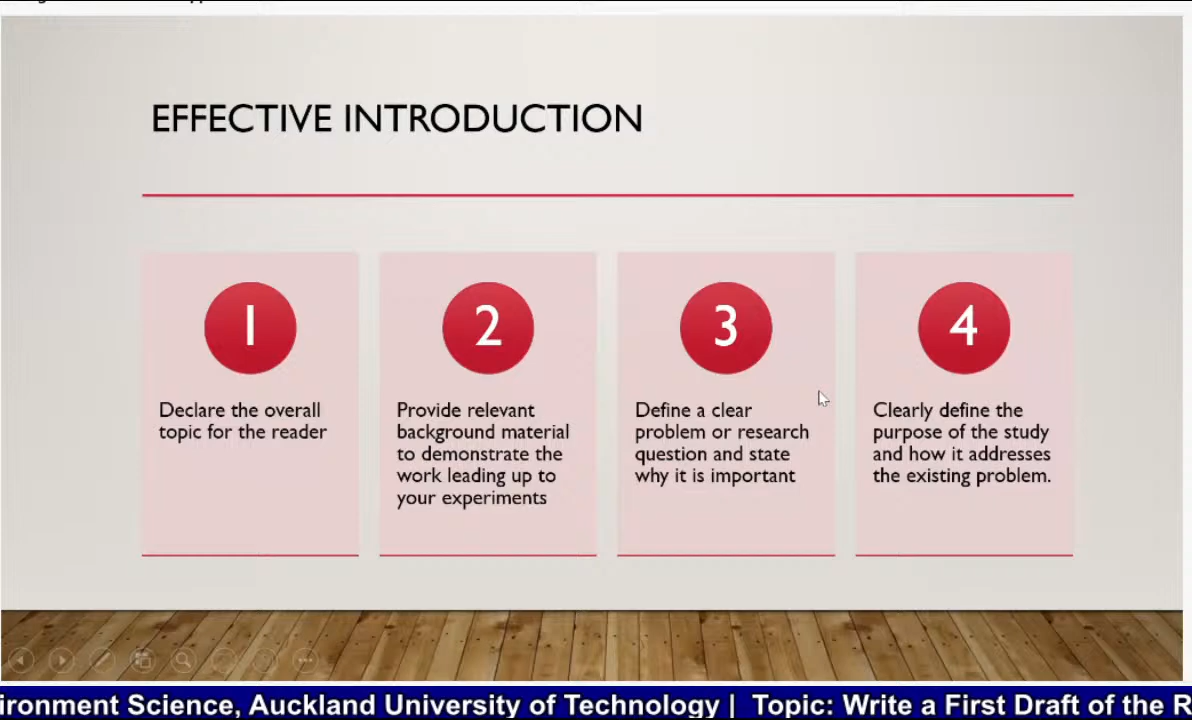 EFFECTIVE INTRODUCTION
1
Declare the overall
topic for the reader
2
Provide relevant
background material
to demonstrate the
work leading up to
your experiments
3
Define a clear
problem or research
question and state
why it is important
4
Clearly define the
purpose of the study
and how it addresses
the existing problem.
ironment Science, Auckland University of Technology | Topic: Write a First Draft of the R